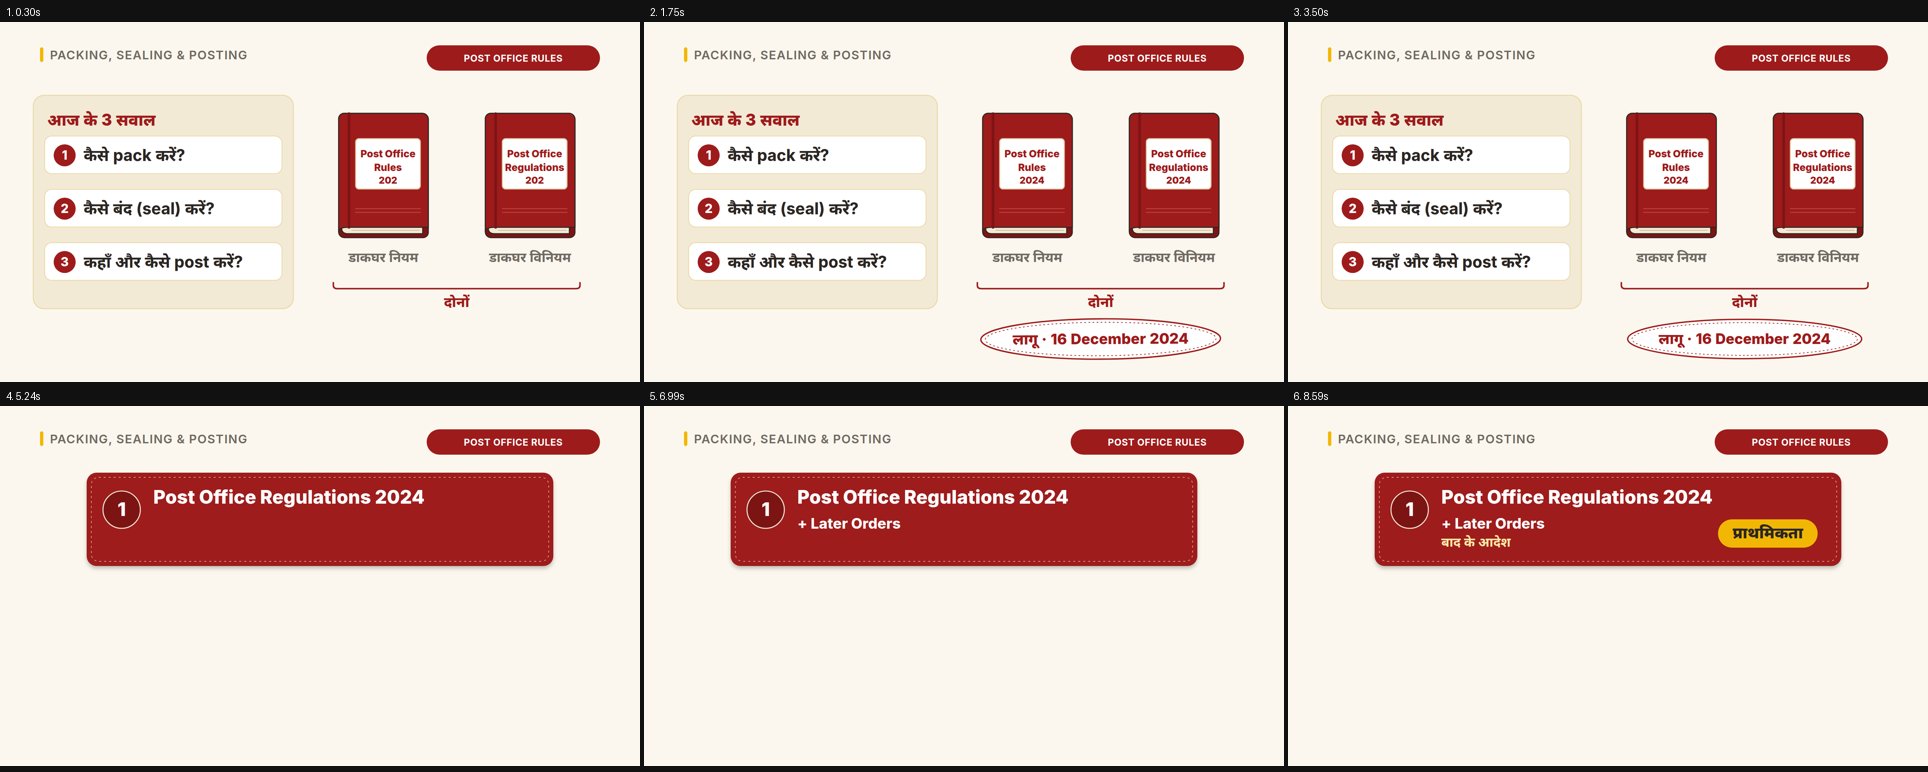 1. 0.30s
PACKING, SEALING & POSTING
POST OFFICE RULES
आज के 3 सवाल
1 कैसे pack करें?
2 कैसे बंद (seal) करें?
3 कहाँ और कैसे post करें?
Post Office
Rules
202
Post Office
Regulations
202
डाकघर नियम
डाकघर विनियम
दोनों
2. 1.75s
PACKING, SEALING & POSTING
POST OFFICE RULES
आज के 3 सवाल
1 कैसे pack करें?
2 कैसे बंद (seal) करें?
3 कहाँ और कैसे post करें?
Post Office
Rules
2024
Post Office
Regulations
2024
डाकघर नियम
डाकघर विनियम
दोनों
लागू · 16 December 2024
3. 3.50s
PACKING, SEALING & POSTING
POST OFFICE RULES
आज के 3 सवाल
1 कैसे pack करें?
2 कैसे बंद (seal) करें?
3 कहाँ और कैसे post करें?
Post Office
Rules
2024
Post Office
Regulations
2024
डाकघर नियम
डाकघर विनियम
दोनों
लागू · 16 December 2024
4. 5.24s
PACKING, SEALING & POSTING
POST OFFICE RULES
1 Post Office Regulations 2024
5. 6.99s
PACKING, SEALING & POSTING
POST OFFICE RULES
1 Post Office Regulations 2024
+ Later Orders
6. 8.59s
PACKING, SEALING & POSTING
POST OFFICE RULES
1 Post Office Regulations 2024
+ Later Orders
बाद के आदेश
प्राथमिकता